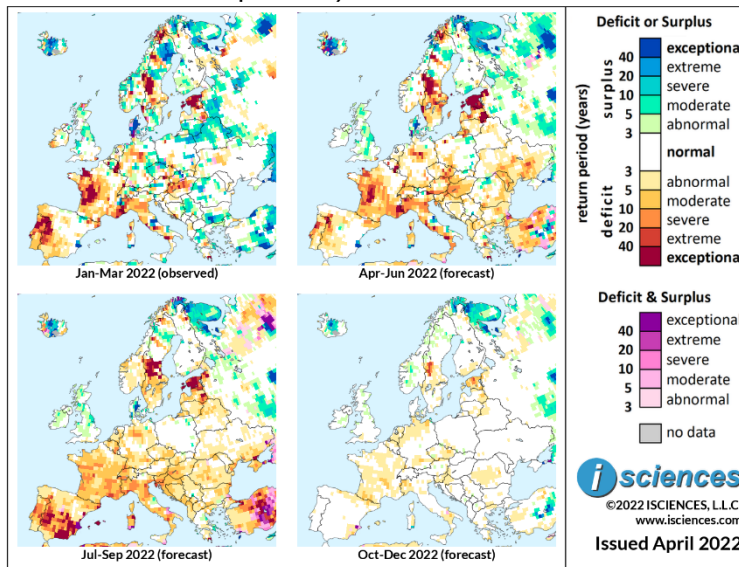 Jan-Mar 2022 (observed)
Apr-Jun 2022 (forecast)
Jul-Sep 2022 (forecast)
Oct-Dec 2022 (forecast)
Deficit or Surplus
return period (years)
surplus
deficit
40 exceptional
20 extreme
10 severe
5 moderate
3 abnormal
normal
3 abnormal
5 moderate
10 severe
20 extreme
40 exceptional
Deficit & Surplus
40 exceptional
20 extreme
10 severe
5 moderate
3 abnormal
no data
i sciences
©2022 ISCIENCES, L.L.C
www.isciences.com
Issued April 2022